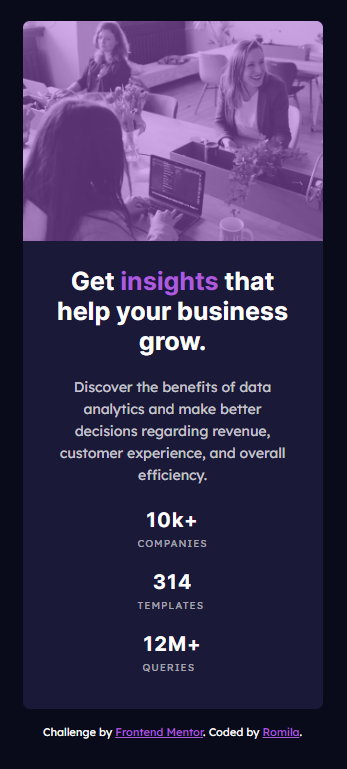 Get insights that
help your business
grow.
Discover the benefits of data
analytics and make better
decisions regarding revenue,
customer experience, and overall
efficiency.
10k+
COMPANIES
314
TEMPLATES
12M+
QUERIES
Challenge by Frontend Mentor. Coded by Romila.